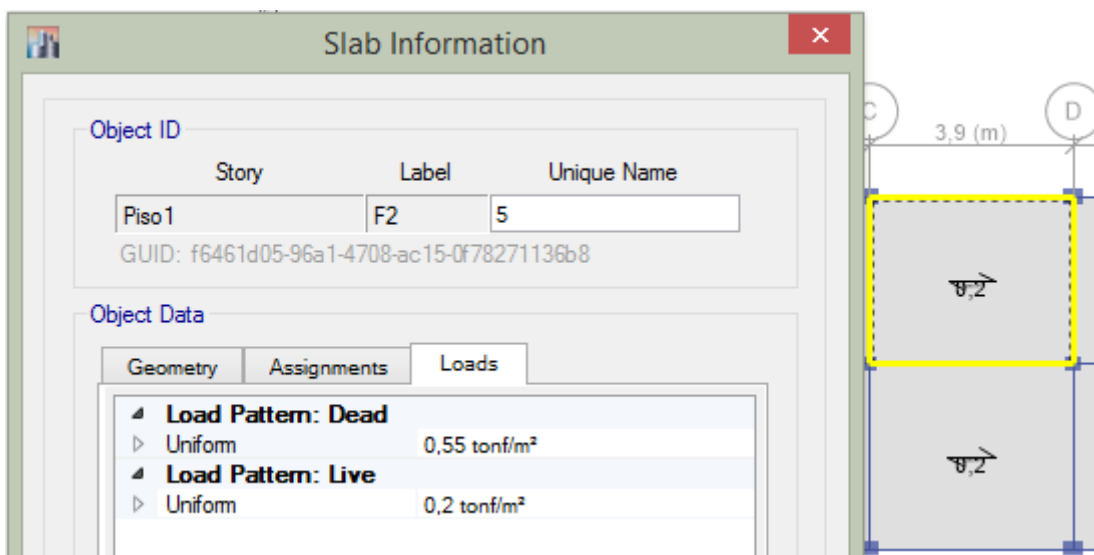 Slab Information
Object ID
Story Label Unique Name
Piso1 F2 5
GUID: f6461d05-96a1-4708-ac15-0f78271136b8
Object Data
Geometry Assignments Loads
Load Pattern: Dead
Uniform 0,55 tonf/m²
Load Pattern: Live
Uniform 0,2 tonf/m²
C D
3,9 (m)
0,2
0,2